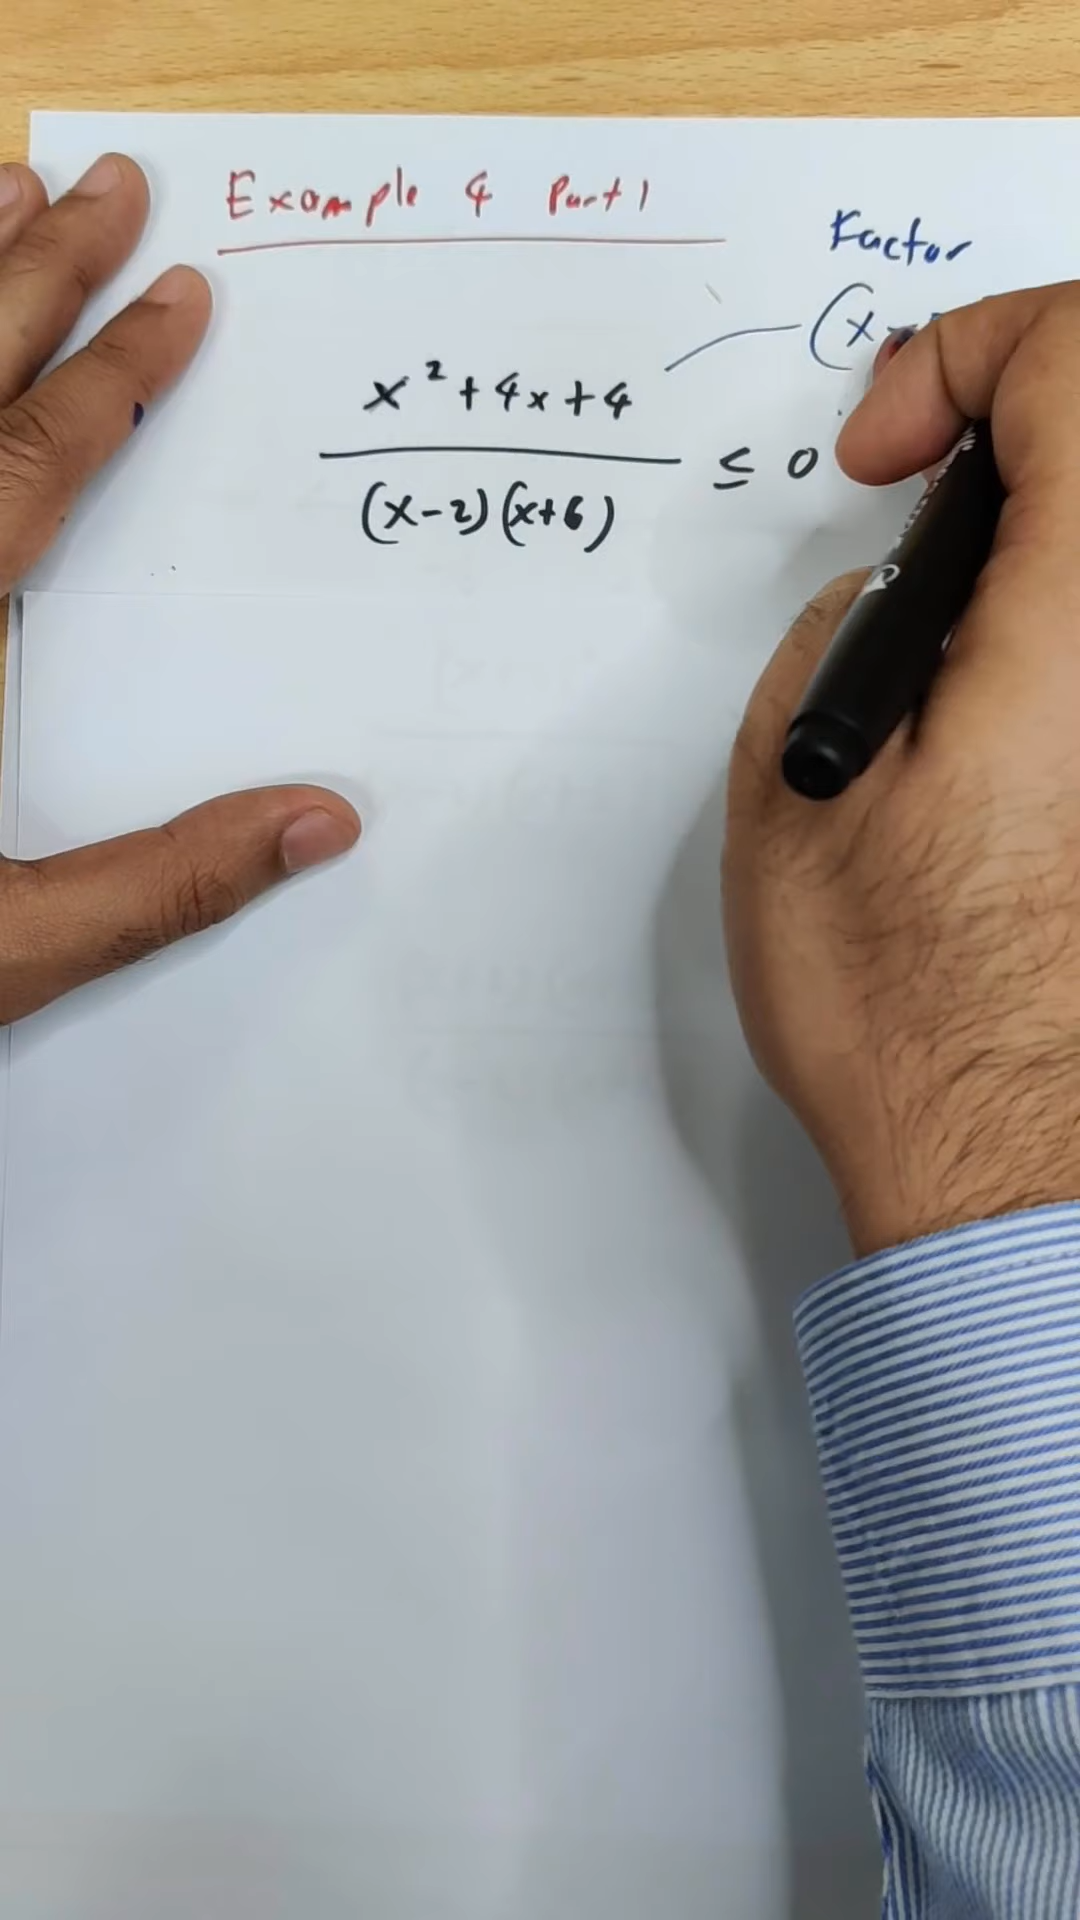 Example 4 Part 1
Factor
(x
x² + 4x + 4
≤ 0
(x-2)(x+6)